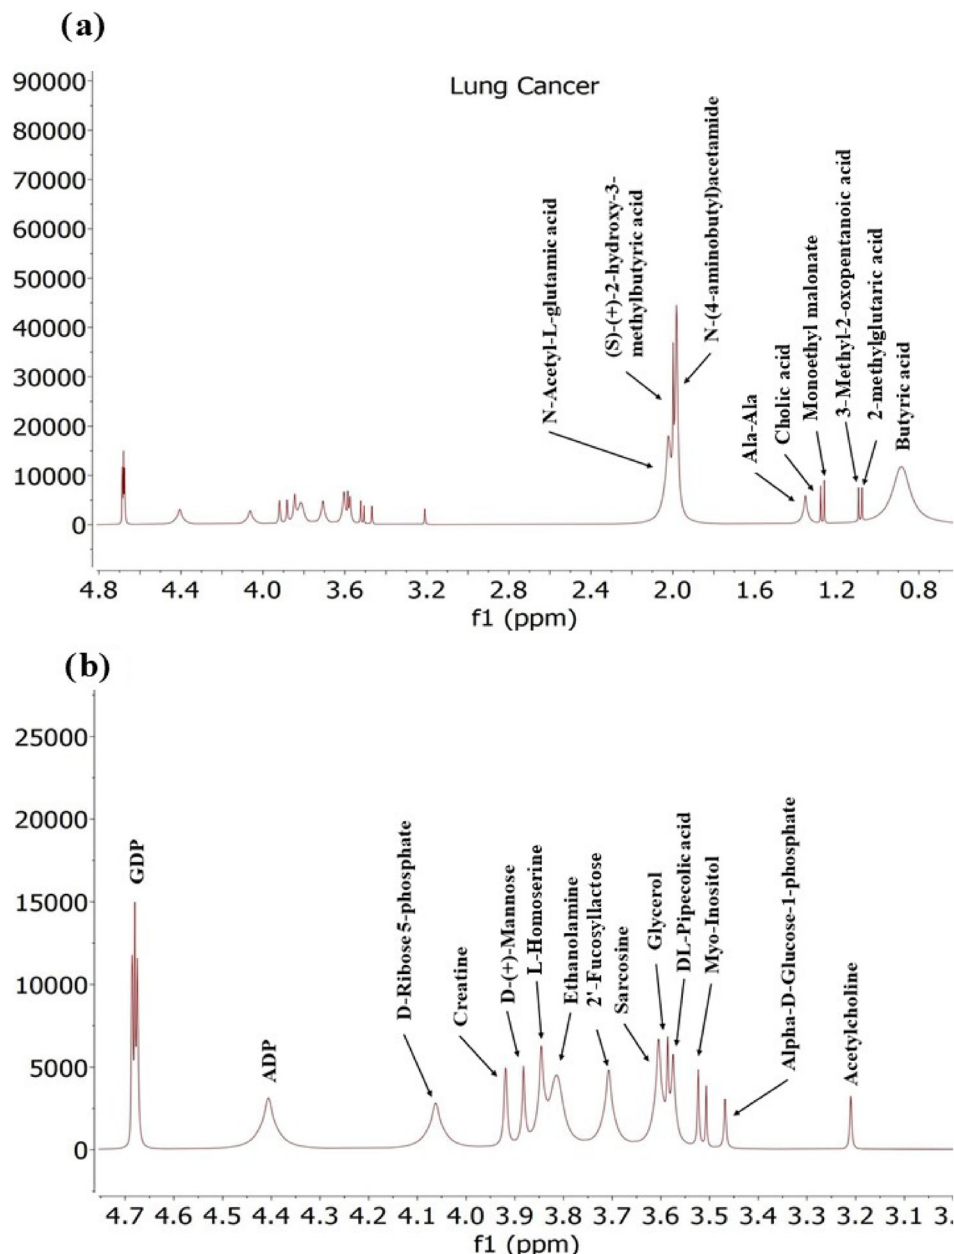 (a)
Lung Cancer
90000
80000
70000
60000
50000
40000
30000
20000
10000
0
N-Acetyl-L-glutamic acid
(S)-(+)-2-hydroxy-3-
methylbutyric acid
N-(4-aminobutyl)acetamide
Ala-Ala
Cholic acid
Monoethyl malonate
3-Methyl-2-oxopentanoic acid
2-methylglutaric acid
Butyric acid
4.8 4.4 4.0 3.6 3.2 2.8 2.4 2.0 1.6 1.2 0.8
f1 (ppm)
(b)
25000
20000
15000
10000
5000
0
GDP
ADP
D-Ribose 5-phosphate
Creatine
D-(+)-Mannose
L-Homoserine
Ethanolamine
2'-Fucosyllactose
Sarcosine
Glycerol
DL-Pipecolic acid
Myo-Inositol
Alpha-D-Glucose-1-phosphate
Acetylcholine
4.7 4.6 4.5 4.4 4.3 4.2 4.1 4.0 3.9 3.8 3.7 3.6 3.5 3.4 3.3 3.2 3.1 3.
f1 (ppm)